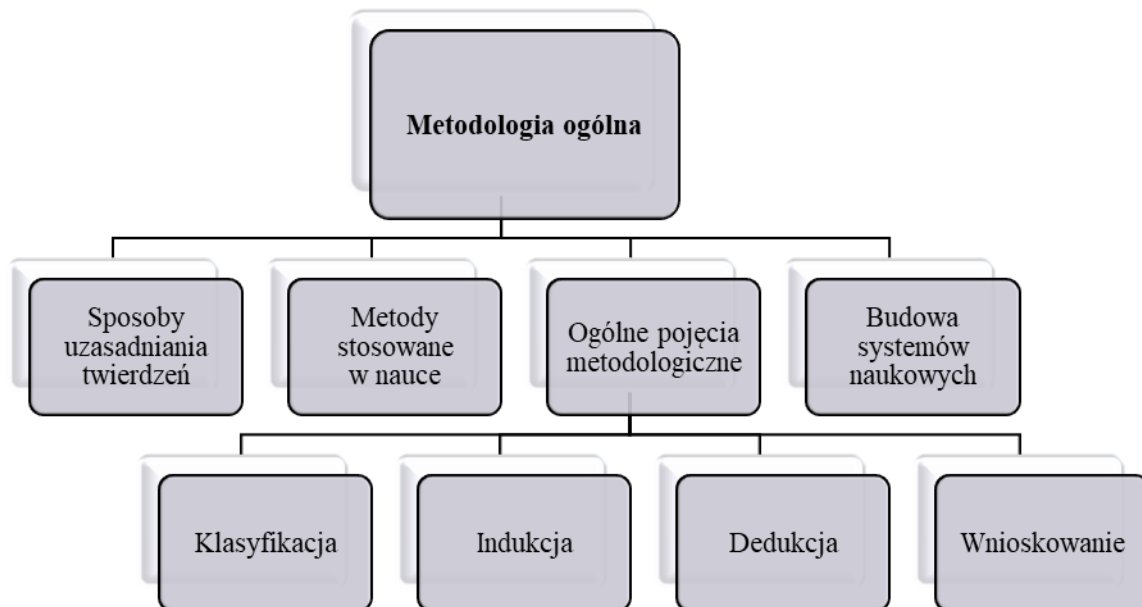 Metodologia ogólna
Sposoby
uzasadniania
twierdzeń
Metody
stosowane
w nauce
Ogólne pojęcia
metodologiczne
Budowa
systemów
naukowych
Klasyfikacja
Indukcja
Dedukcja
Wnioskowanie